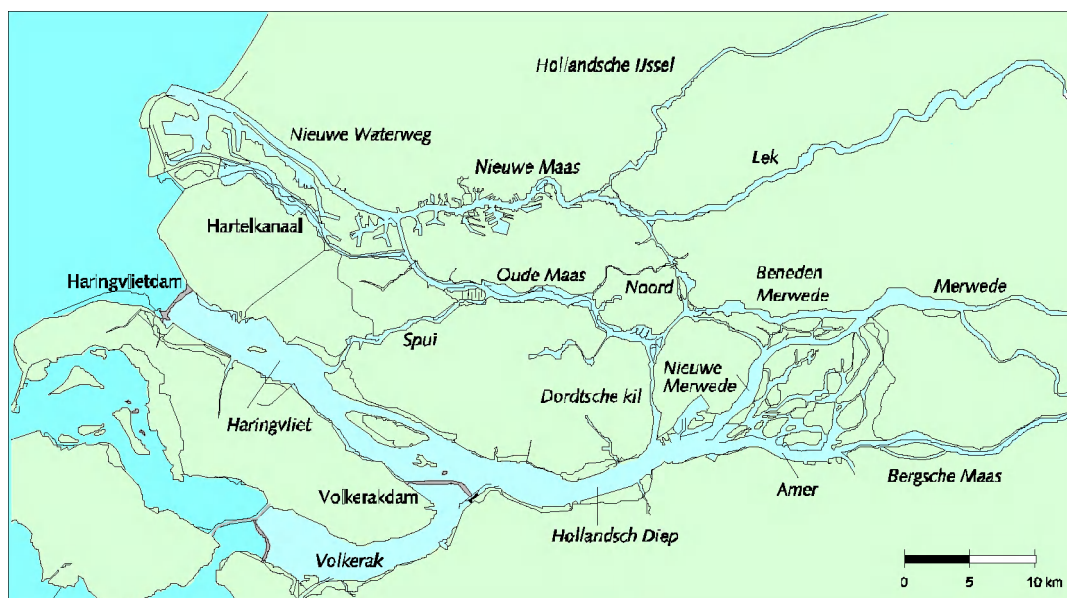 Hollandsche IJssel
Nieuwe Waterweg
Nieuwe Maas
Lek
Hartelkanaal
Haringvlietdam
Oude Maas
Noord
Beneden
Merwede
Merwede
Spui
Nieuwe
Merwede
Dordtsche kil
Haringvliet
Volkerakdam
Amer
Bergsche Maas
Hollandsch Diep
Volkerak
0 5 10 km